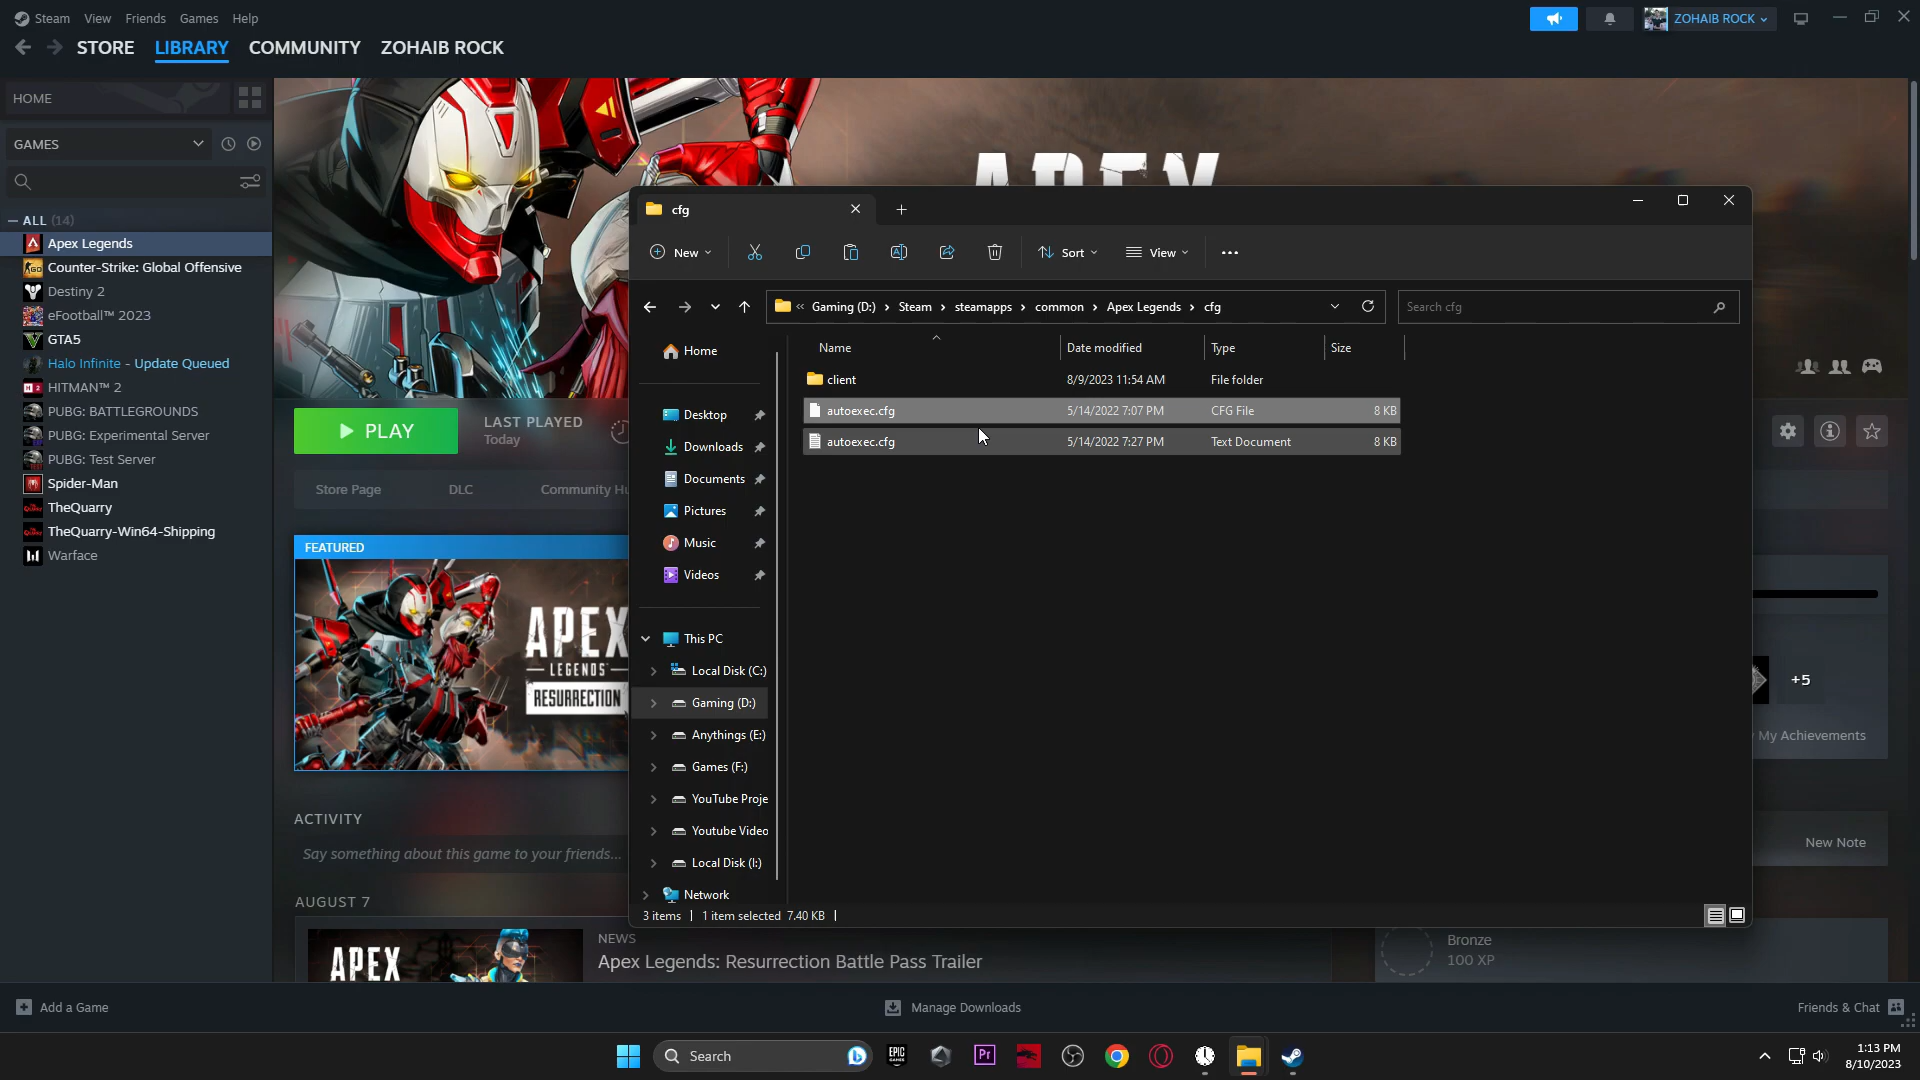 Steam View Friends Games Help
ZOHAIB ROCK
STORE LIBRARY COMMUNITY ZOHAIB ROCK
HOME
GAMES
ALL (14)
Apex Legends
Counter-Strike: Global Offensive
Destiny 2
eFootball™ 2023
GTA5
Halo Infinite - Update Queued
HITMAN™ 2
PUBG: BATTLEGROUNDS
PUBG: Experimental Server
PUBG: Test Server
Spider-Man
TheQuarry
TheQuarry-Win64-Shipping
Warface
APEX
PLAY
LAST PLAYED
Today
Store Page DLC Community Hu
FEATURED
APEX
LEGENDS
RESURRECTION
ACTIVITY
Say something about this game to your friends...
AUGUST 7
APEX
NEWS
Apex Legends: Resurrection Battle Pass Trailer
cfg
New Sort View
« Gaming (D:) › Steam › steamapps › common › Apex Legends › cfg
Search cfg
Home
Desktop
Downloads
Documents
Pictures
Music
Videos
This PC
Local Disk (C:)
Gaming (D:)
Anythings (E:)
Games (F:)
YouTube Proje
Youtube Video
Local Disk (I:)
Network
Name Date modified Type Size
client 8/9/2023 11:54 AM File folder
autoexec.cfg 5/14/2022 7:07 PM CFG File 8 KB
autoexec.cfg 5/14/2022 7:27 PM Text Document 8 KB
3 items 1 item selected 7.40 KB
+5
My Achievements
New Note
Bronze
100 XP
Add a Game
Manage Downloads
Friends & Chat
Search
EPIC GAMES
Pr
1:13 PM
8/10/2023